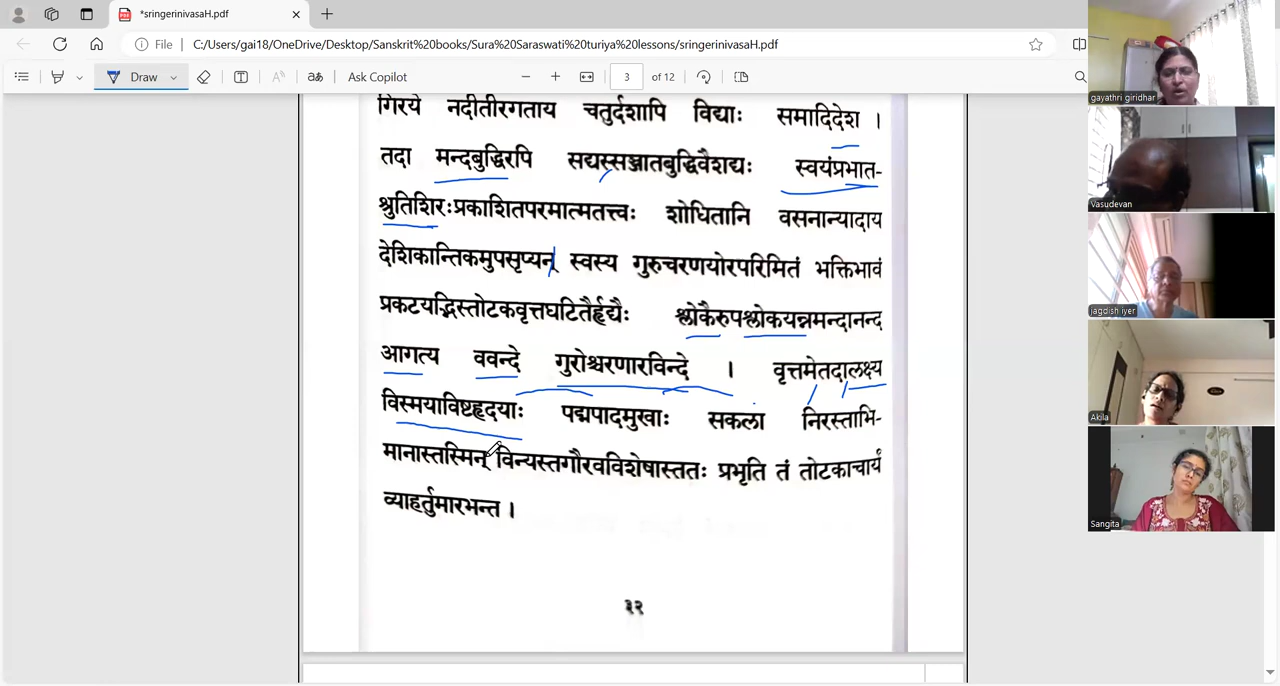 *sringerinivasaH.pdf
File C:/Users/gai18/OneDrive/Desktop/Sanskrit%20books/Sura%20Saraswati%20turiya%20lessons/sringerinivasaH.pdf
Draw Ask Copilot 3 of 12
गिरये नदीतीरगताय चतुर्दशापि विद्याः समादिदेश ।
तदा मन्दबुद्धिरपि सद्यस्सञ्जातबुद्धिवैशद्यः स्वयंप्रभात-
श्रुतिशिरःप्रकाशितपरमात्मतत्त्वः शोधितानि वसनान्यादाय
देशिकान्तिकमुपसृप्यन् स्वस्य गुरुचरणयोरपरिमितं भक्तिभावं
प्रकटयद्भिस्तोटकवृत्तघटितैर्हृद्यैः श्लोकैरुपश्लोकयन्नमन्दानन्द
आगत्य ववन्दे गुरोश्चरणारविन्दे । वृत्तमेतदालक्ष्य
विस्मयाविष्टहृदयाः पद्मपादमुखाः सकला निरस्ताभि-
मानास्तस्मिन् विन्यस्तगौरवविशेषास्ततः प्रभृति तं तोटकाचार्यं
व्याहर्तुमारभन्त ।
३२
gayathri giridhar
Vasudevan
jagdish iyer
Akila
Sangita